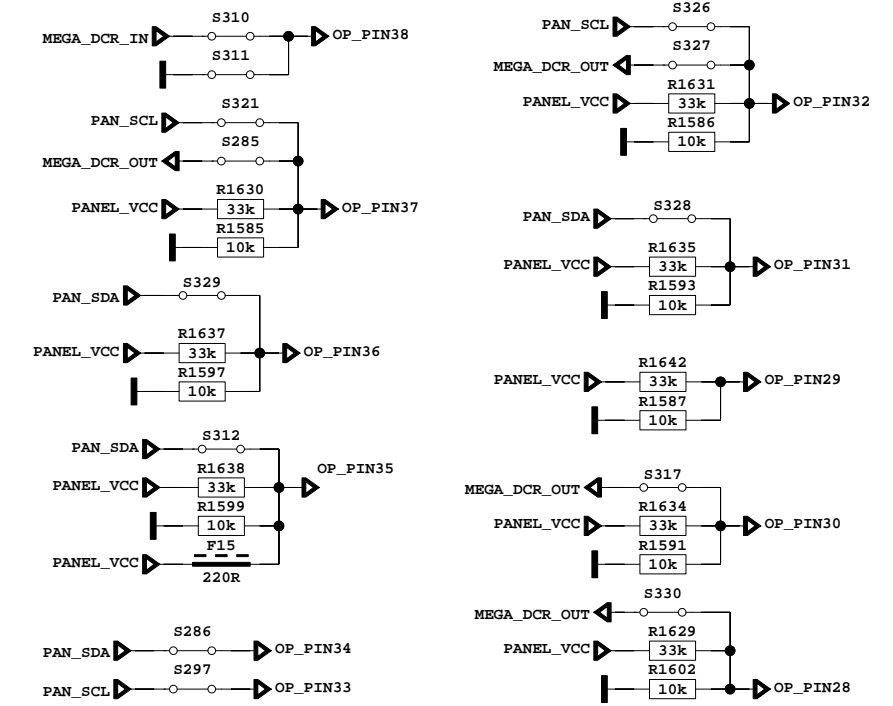 S310
MEGA_DCR_IN OP_PIN38
S311
S321
PAN_SCL
S285
MEGA_DCR_OUT
R1630
PANEL_VCC 33k OP_PIN37
R1585
10k
S329
PAN_SDA
R1637
PANEL_VCC 33k OP_PIN36
R1597
10k
S312
PAN_SDA
R1638 OP_PIN35
PANEL_VCC 33k
R1599
10k
F15
PANEL_VCC
220R
S286
PAN_SDA OP_PIN34
S297
PAN_SCL OP_PIN33
S326
PAN_SCL
S327
MEGA_DCR_OUT
R1631
PANEL_VCC 33k OP_PIN32
R1586
10k
S328
PAN_SDA
R1635
PANEL_VCC 33k OP_PIN31
R1593
10k
R1642
PANEL_VCC 33k OP_PIN29
R1587
10k
S317
MEGA_DCR_OUT
R1634
PANEL_VCC 33k OP_PIN30
R1591
10k
S330
MEGA_DCR_OUT
R1629
PANEL_VCC 33k
R1602
10k OP_PIN28